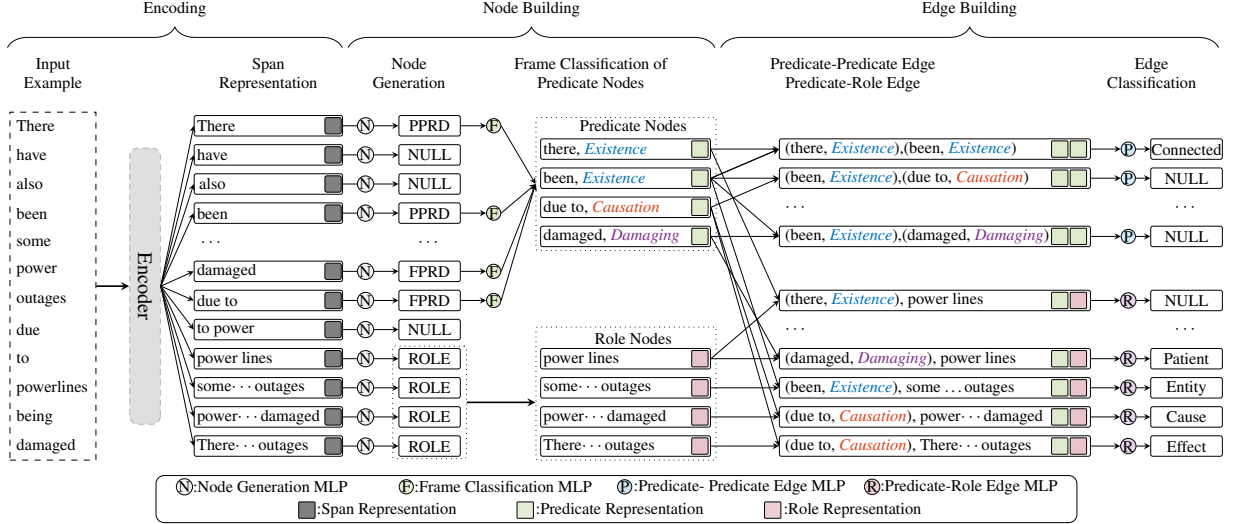 Encoding Node Building Edge Building
Input Example
Span Representation
Node Generation
Frame Classification of Predicate Nodes
Predicate-Predicate Edge
Predicate-Role Edge
Edge Classification
There
have
also
been
some
power
outages
due
to
powerlines
being
damaged
Encoder
There N PPRD F
have N NULL
also N NULL
been N PPRD F
... ...
damaged N FPRD F
due to N FPRD F
to power N NULL
power lines N ROLE
some··· outages N ROLE
power··· damaged N ROLE
There··· outages N ROLE
Predicate Nodes
there, Existence
been, Existence
due to, Causation
damaged, Damaging
Role Nodes
power lines
some··· outages
power··· damaged
There··· outages
(there, Existence),(been, Existence) P Connected
(been, Existence),(due to, Causation) P NULL
... ...
(been, Existence),(damaged, Damaging) P NULL
(there, Existence), power lines R NULL
... ...
(damaged, Damaging), power lines R Patient
(been, Existence), some ... outages R Entity
(due to, Causation), power··· damaged R Cause
(due to, Causation), There··· outages R Effect
N:Node Generation MLP F:Frame Classification MLP P:Predicate- Predicate Edge MLP R:Predicate-Role Edge MLP
:Span Representation :Predicate Representation :Role Representation